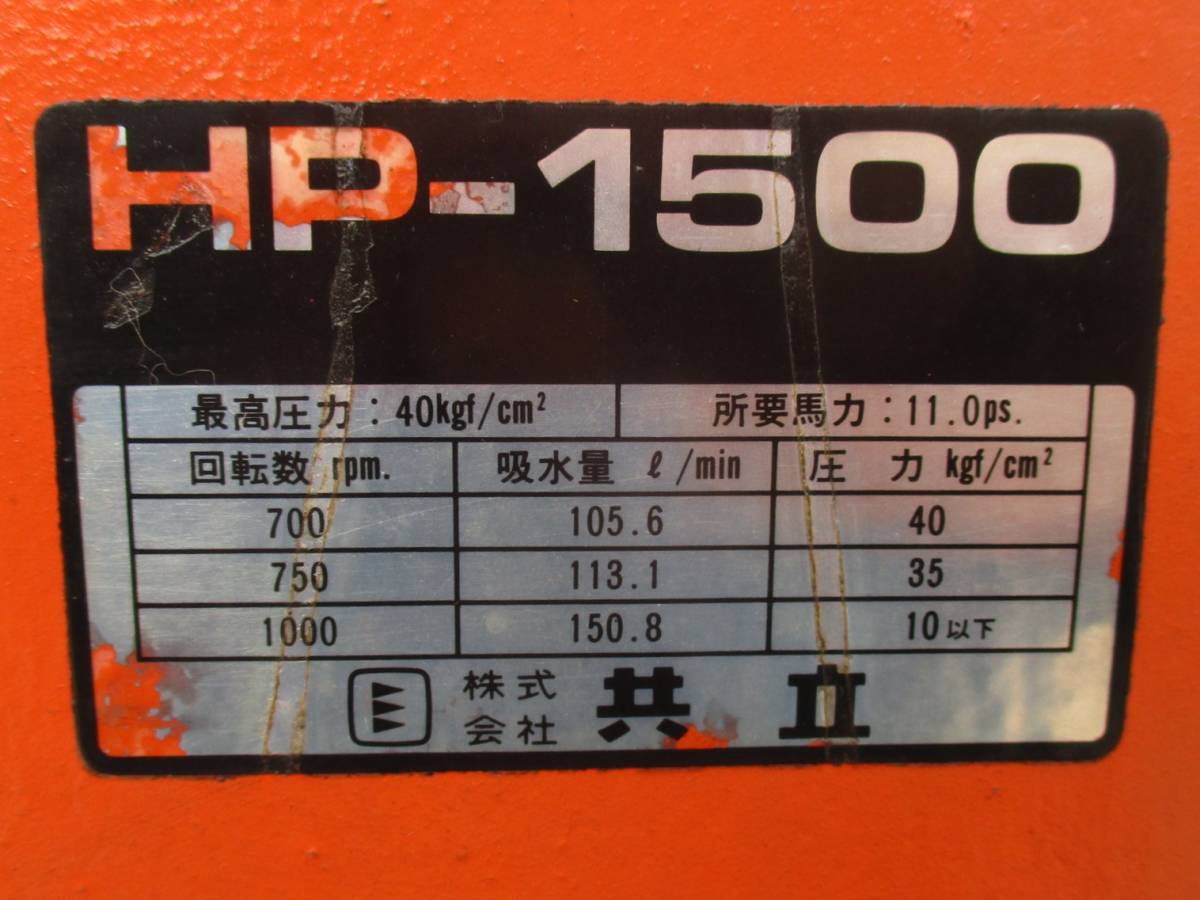 HP-1500
最高圧力：40kgf/cm² 所要馬力：11.0ps.
回転数 rpm. 吸水量 ℓ/min 圧力 kgf/cm²
700 105.6 40
750 113.1 35
1000 150.8 10以下
株式会社 共立